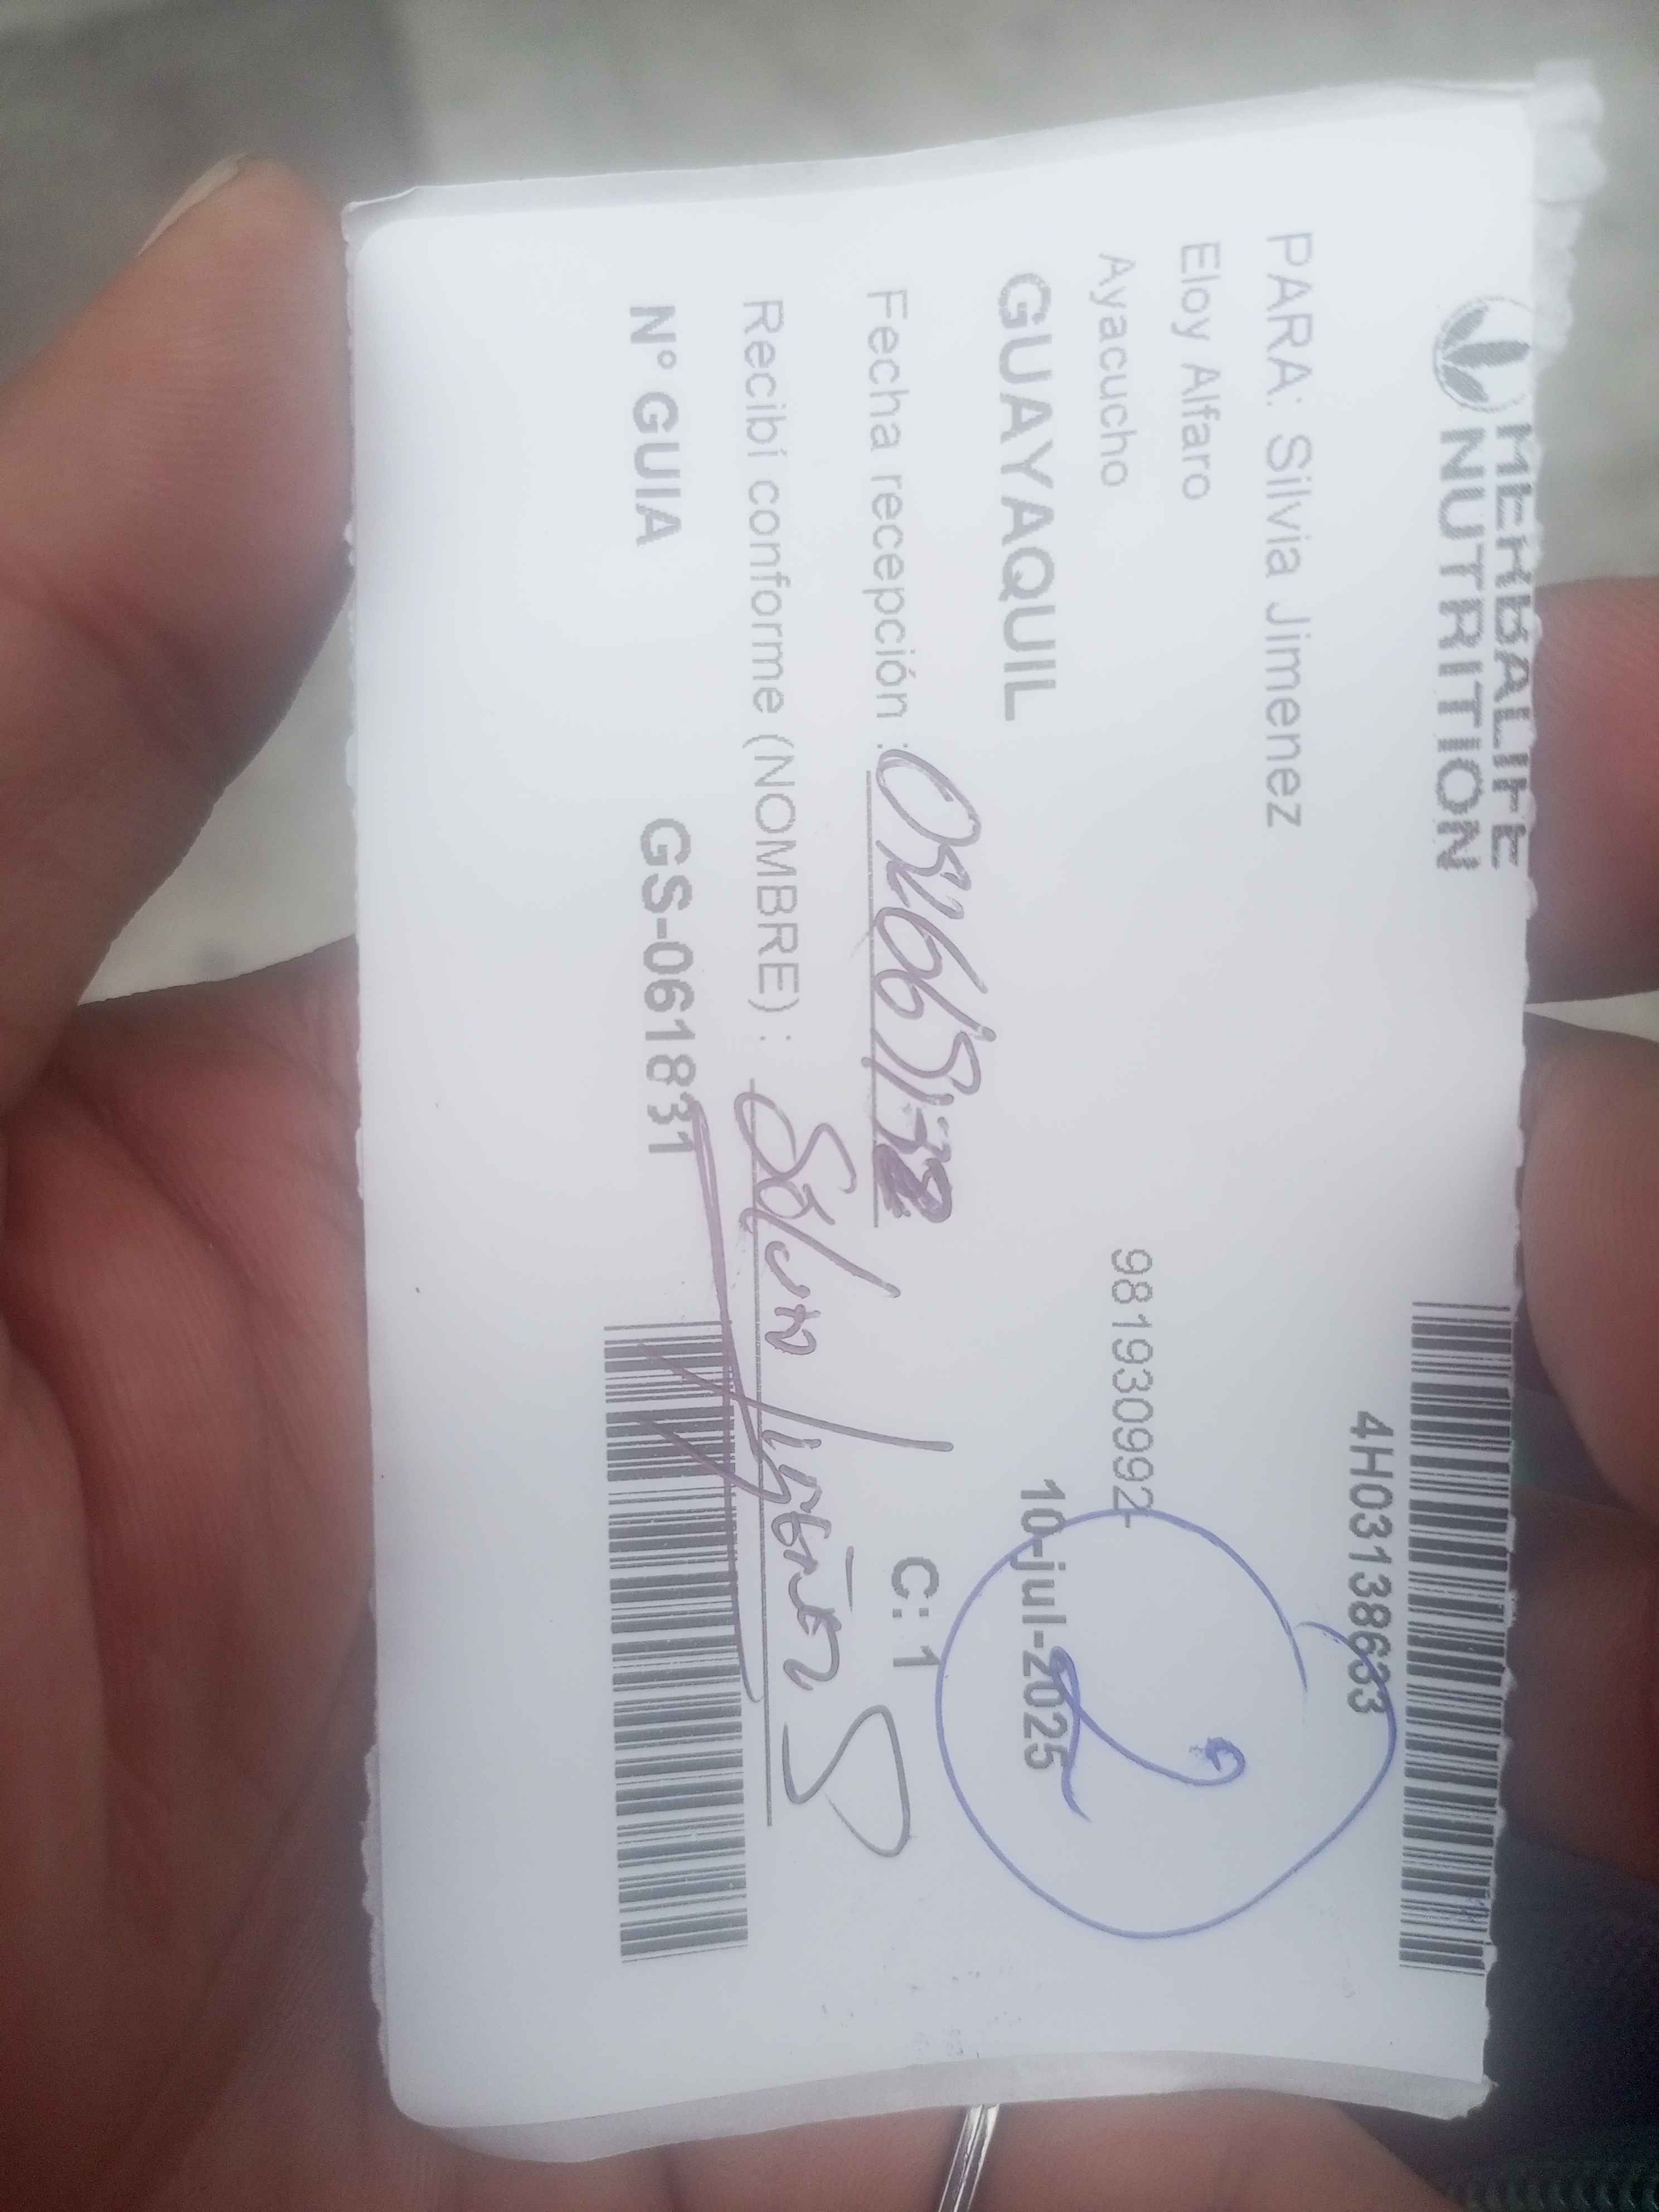 HERBALIFE
NUTRITION
4H03138633
PARA: Silvia Jimenez
Eloy Alfaro
Ayacucho
981930992-
GUAYAQUIL
10-jul-2025
2
Fecha recepción :
C: 1
Recibí conforme (NOMBRE) :
N° GUIA GS-061831